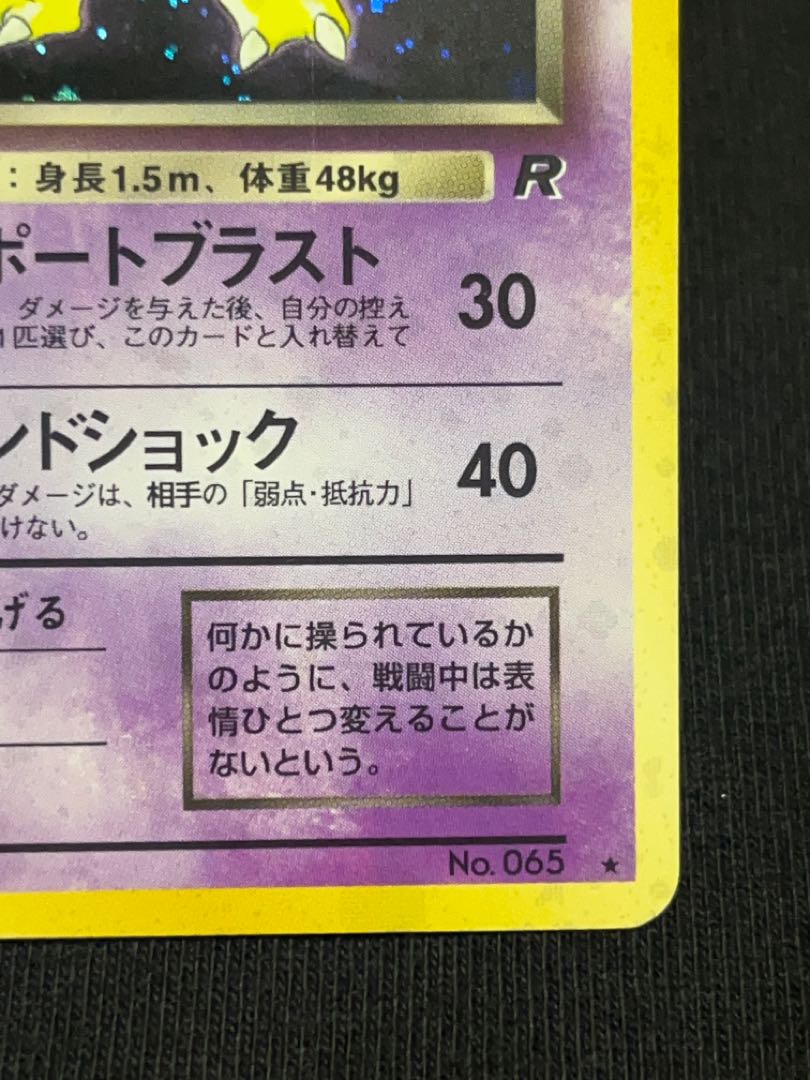 ：身長1.5m、体重48kg R
ポートブラスト 30
ダメージを与えた後、自分の控え
1匹選び、このカードと入れ替えて
ンドショック 40
ダメージは、相手の「弱点・抵抗力」
けない。
げる
何かに操られているか
のように、戦闘中は表
情ひとつ変えることが
ないという。
No. 065 ★